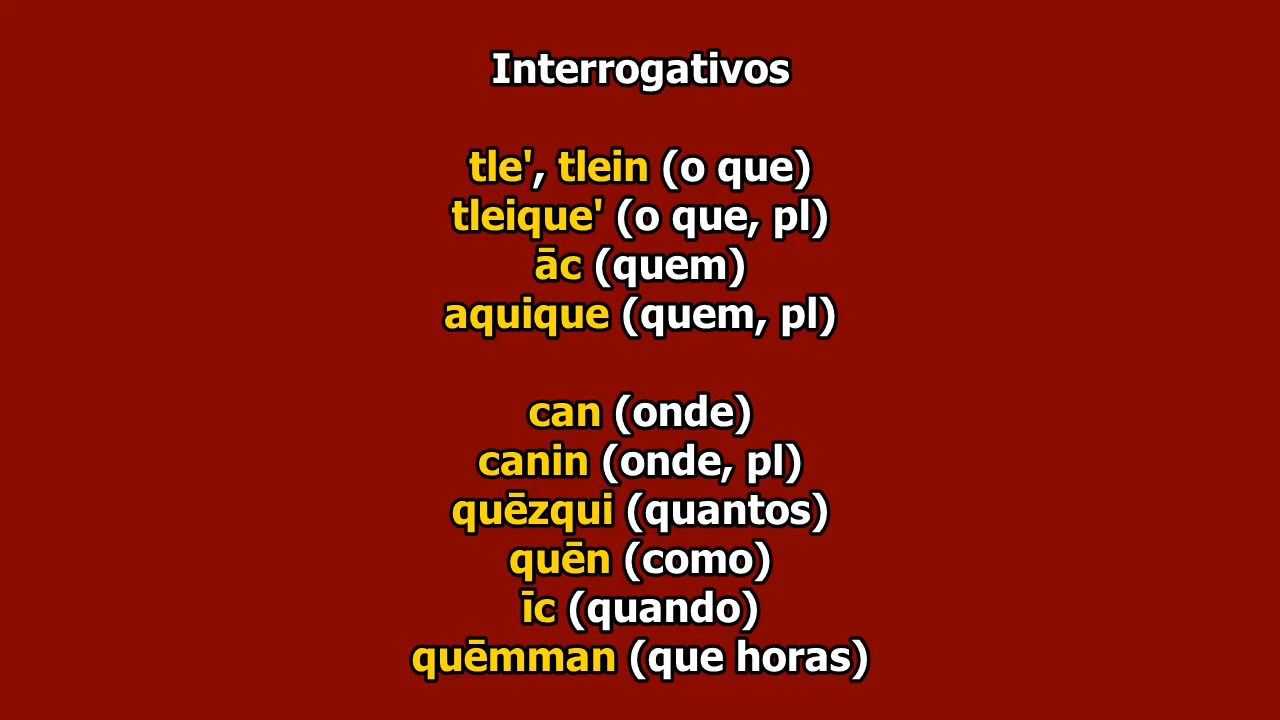 Interrogativos
tle', tlein (o que)
tleique' (o que, pl)
āc (quem)
aquique (quem, pl)
can (onde)
canin (onde, pl)
quēzqui (quantos)
quēn (como)
īc (quando)
quēmman (que horas)